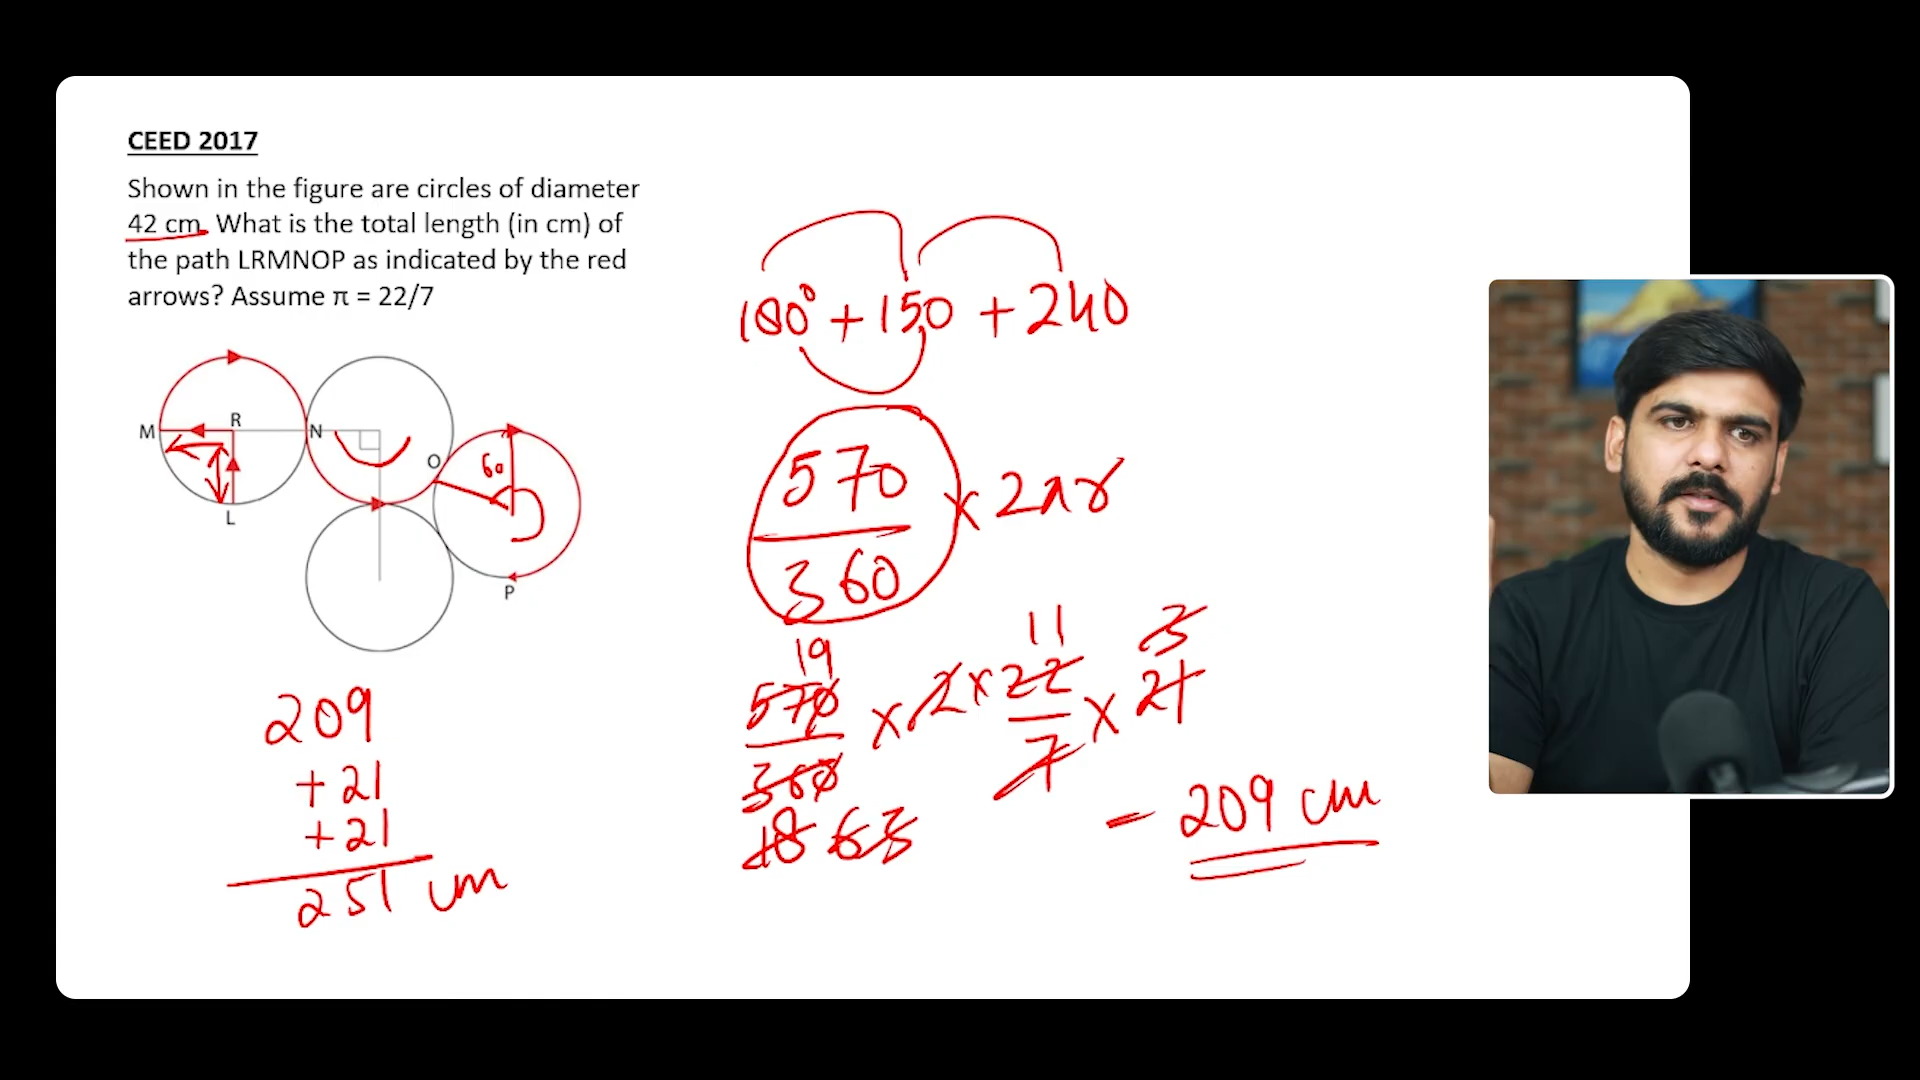 CEED 2017
Shown in the figure are circles of diameter
42 cm. What is the total length (in cm) of
the path LRMNOP as indicated by the red
arrows? Assume π = 22/7
M
R
N
O
L
P
60
180° + 150 + 240
570
360
× 2πr
19
11
3
570
360
× 2 × 22
7
× 21
18 6 3
= 209 cm
209
+ 21
+ 21
251 cm